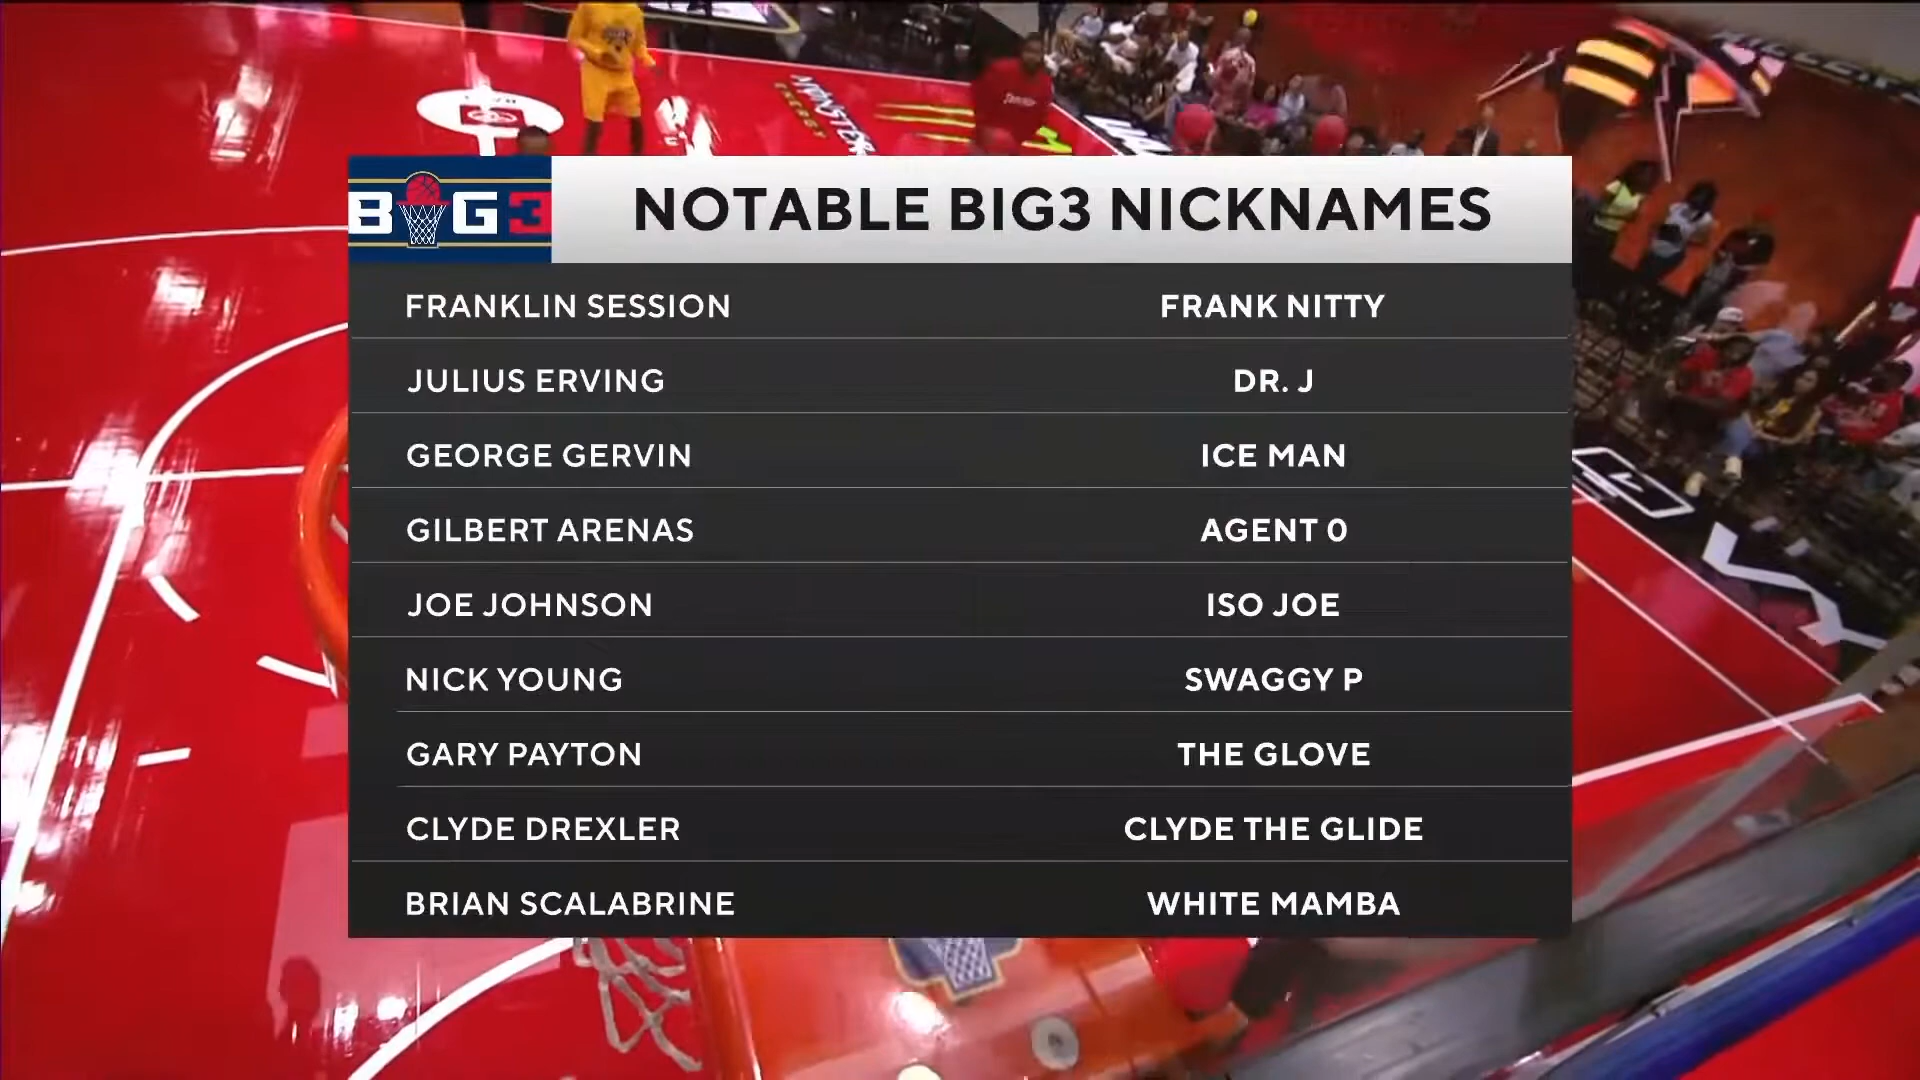 MONSTER
ENERGY
BIG3
NOTABLE BIG3 NICKNAMES
FRANKLIN SESSION FRANK NITTY
JULIUS ERVING DR. J
GEORGE GERVIN ICE MAN
GILBERT ARENAS AGENT 0
JOE JOHNSON ISO JOE
NICK YOUNG SWAGGY P
GARY PAYTON THE GLOVE
CLYDE DREXLER CLYDE THE GLIDE
BRIAN SCALABRINE WHITE MAMBA